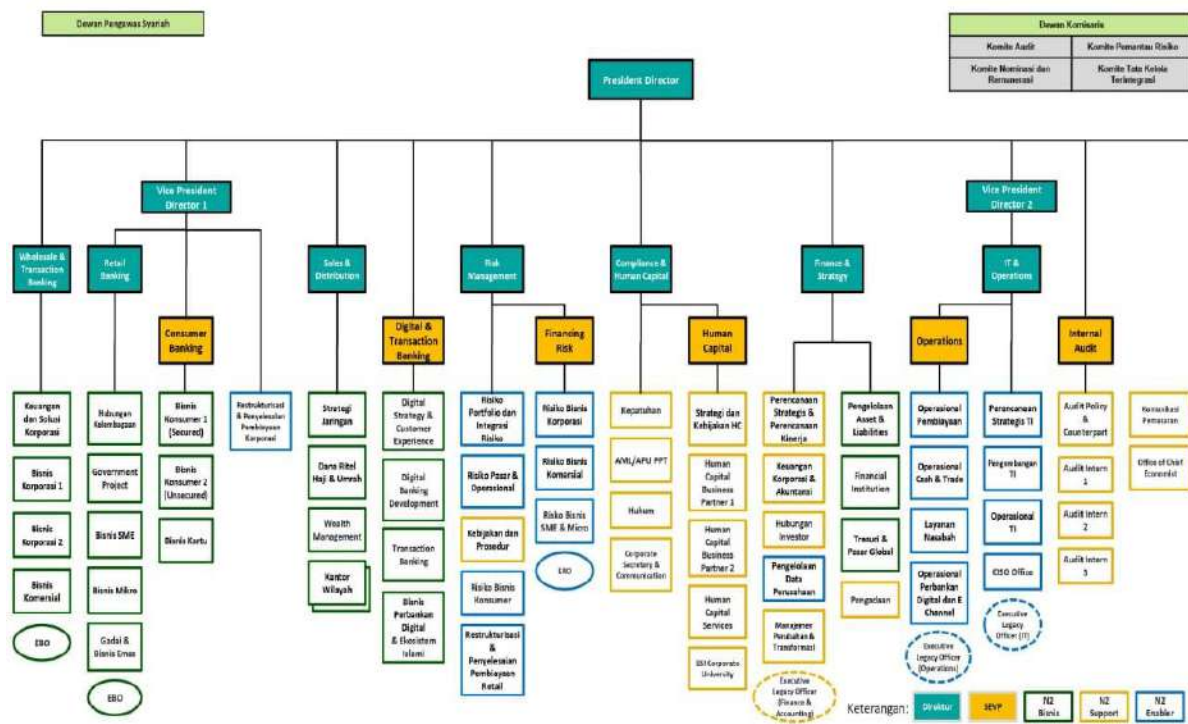 Dewan Pengawas Syariah
Dewan Komisaris
Komite Audit
Komite Pemantau Risiko
Komite Nominasi dan
Remunerasi
Komite Tata Kelola
Terintegrasi
President Director
Vice President
Director 1
Vice President
Director 2
Wholesale &
Transaction
Banking
Retail
Banking
Sales &
Distribution
Risk
Management
Compliance &
Human Capital
Finance &
Strategy
IT &
Operations
Consumer
Banking
Digital &
Transaction
Banking
Financing
Risk
Human
Capital
Operations
Internal
Audit
Keuangan
dan Solusi
Korporasi
Bisnis
Korporasi 1
Bisnis
Korporasi 2
Bisnis
Komersial
EBO
Hubungan
Kelembagaan
Government
Project
Bisnis SME
Bisnis Mikro
Gadai &
Bisnis Emas
EBO
Bisnis
Konsumer 1
(Secured)
Bisnis
Konsumer 2
(Unsecured)
Bisnis Kartu
Restrukturisasi
& Penyelesaian
Pembiayaan
Korporasi
Strategi
Jaringan
Dana Ritel
Haji & Umrah
Wealth
Management
Kantor
Wilayah
Digital
Strategy &
Customer
Experience
Digital
Banking
Development
Transaction
Banking
Bisnis
Perbankan
Digital
& Ekosistem
Islami
Risiko
Portfolio dan
Integrasi
Risiko
Risiko Pasar &
Operasional
Kebijakan dan
Prosedur
Risiko Bisnis
Konsumer
Restrukturisasi
&
Penyelesaian
Pembiayaan
Retail
Risiko Bisnis
Korporasi
Risiko Bisnis
Komersial
Risiko Bisnis
SME & Micro
ERO
Kepatuhan
AML/APU PPT
Hukum
Corporate
Secretary &
Communication
Strategi dan
Kebijakan HC
Human
Capital
Business
Partner 1
Human
Capital
Business
Partner 2
Human
Capital
Services
BSI Corporate
University
Perencanaan
Strategis &
Perencanaan
Kinerja
Keuangan
Korporasi &
Akuntansi
Hubungan
Investor
Pengelolaan
Data
Perusahaan
Manajemen
Perubahan &
Transformasi
Executive
Legacy Officer
(Finance &
Accounting)
Pengelolaan
Asset &
Liabilities
Financial
Institution
Tresuri &
Pasar Global
Pengadaan
Operasional
Pembiayaan
Operasional
Cash & Trade
Layanan
Nasabah
Operasional
Perbankan
Digital dan E
Channel
Executive
Legacy Officer
(Operations)
Perancanaan
Strategis TI
Pengembangan
TI
Operasional
TI
CISO Office
Executive
Legacy
Officer (IT)
Audit Policy
&
Counterpart
Audit Intern
1
Audit Intern
2
Audit Intern
3
Komunikasi
Pemasaran
Office of Chief
Economist
Keterangan:
Direktur
SEVP
N2
Bisnis
N2
Support
N2
Enabler